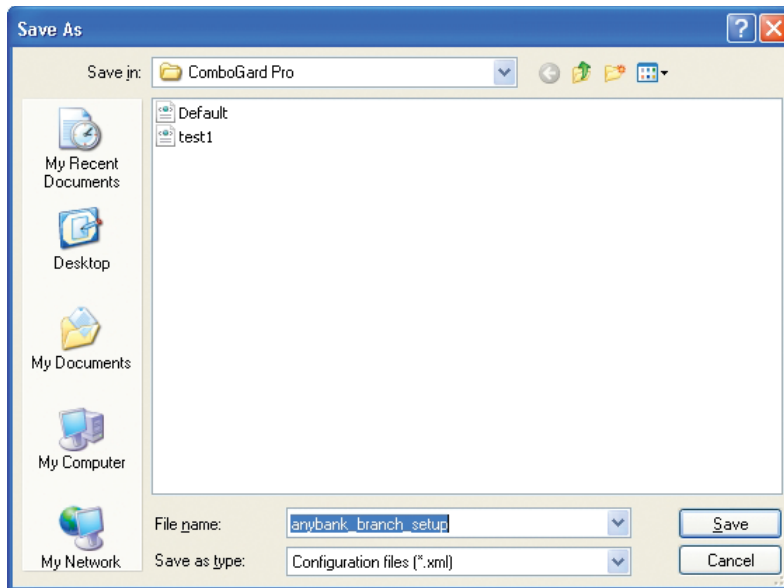 Save As
Save in:
ComboGard Pro
Default
test1
My Recent
Documents
Desktop
My Documents
My Computer
My Network
File name:
anybank_branch_setup
Save
Save as type:
Configuration files (*.xml)
Cancel